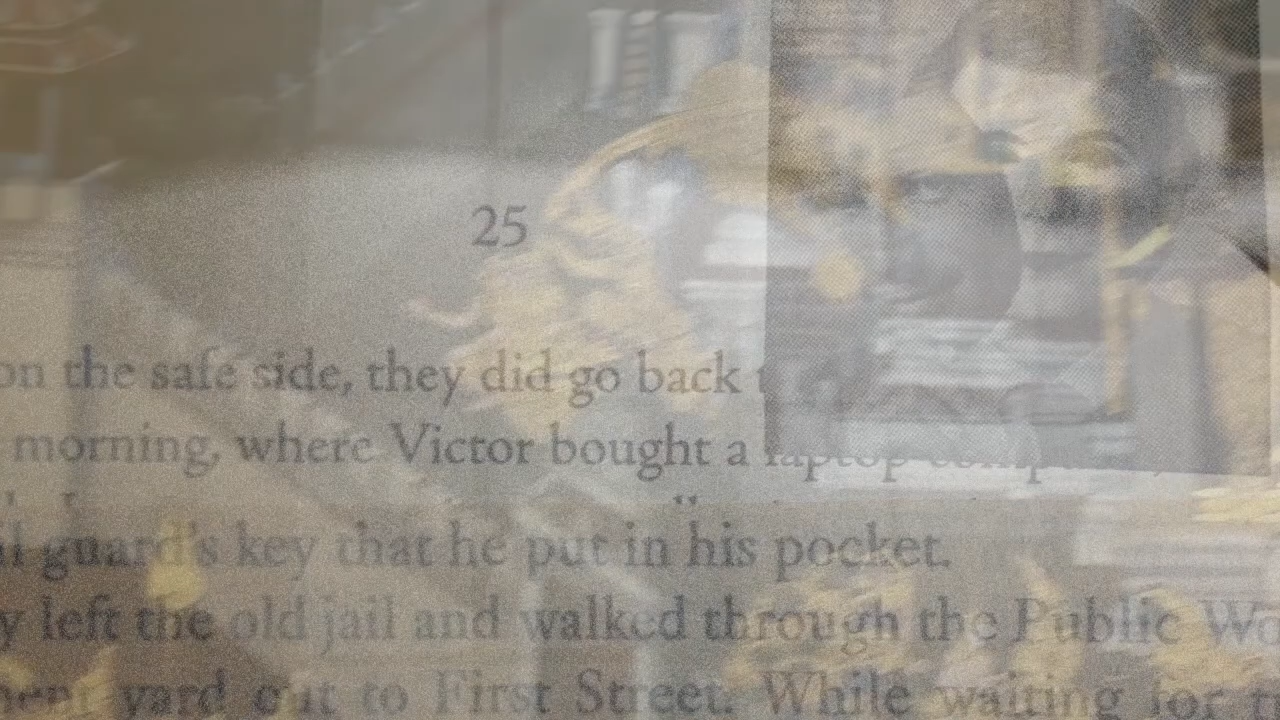 25
on the safe side, they did go back
morning, where Victor bought a laptop
guard's key that he put in his pocket.
left the old jail and walked through the Public
yard out to First Street. While waiting for